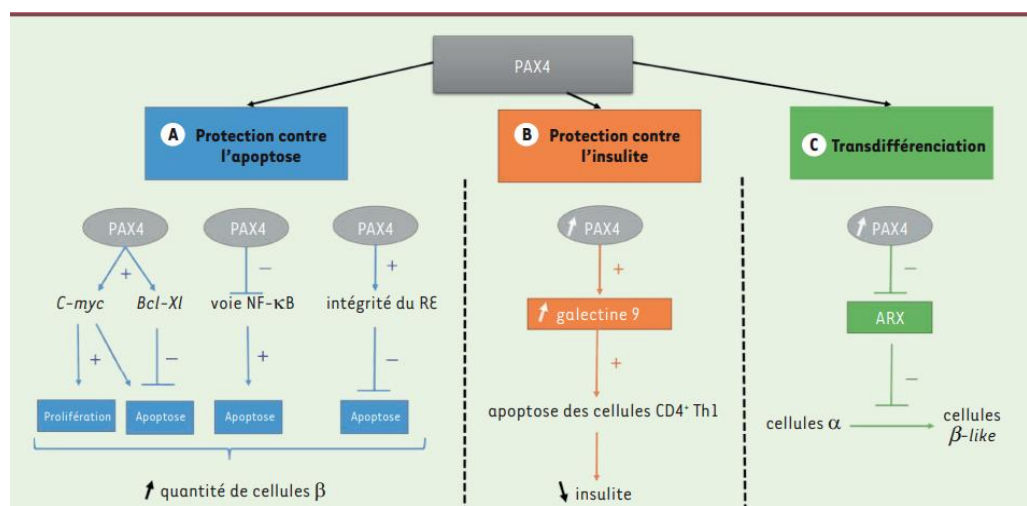 PAX4
A Protection contre
l'apoptose
B Protection contre
l'insulite
C Transdifférenciation
PAX4
PAX4
PAX4
+
–
+
C-myc
Bcl-Xl
voie NF-κB
intégrité du RE
+
–
+
–
Prolifération
Apoptose
Apoptose
Apoptose
quantité de cellules β
PAX4
+
galectine 9
+
apoptose des cellules CD4+ Th1
insulite
PAX4
–
ARX
–
cellules α
cellules
β-like